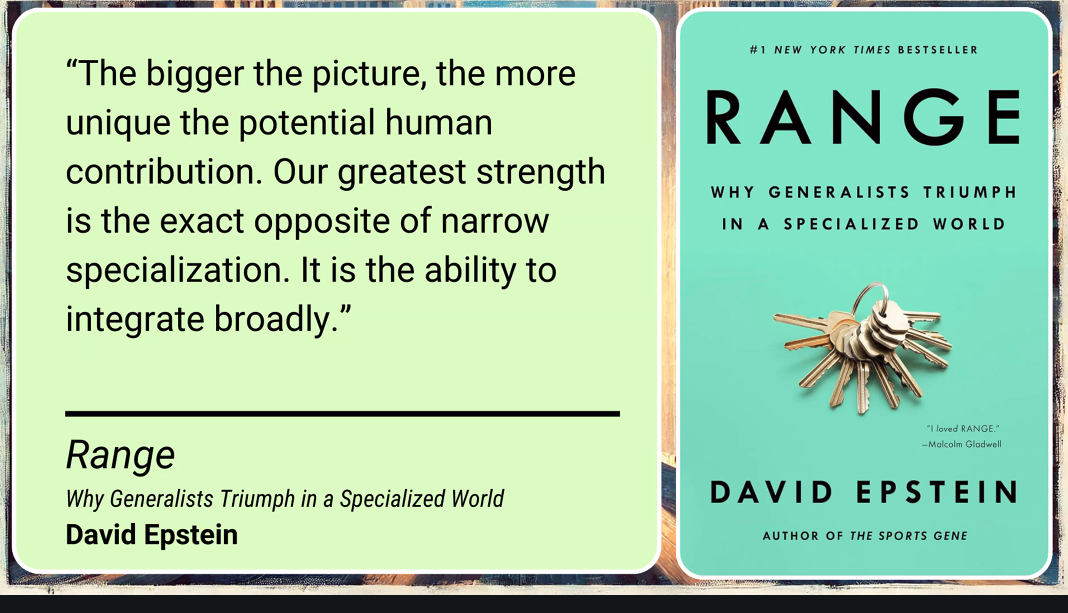 “The bigger the picture, the more
unique the potential human
contribution. Our greatest strength
is the exact opposite of narrow
specialization. It is the ability to
integrate broadly.”
Range
Why Generalists Triumph in a Specialized World
David Epstein
#1 NEW YORK TIMES BESTSELLER
RANGE
WHY GENERALISTS TRIUMPH
IN A SPECIALIZED WORLD
“I loved RANGE.”
—Malcolm Gladwell
DAVID EPSTEIN
AUTHOR OF THE SPORTS GENE